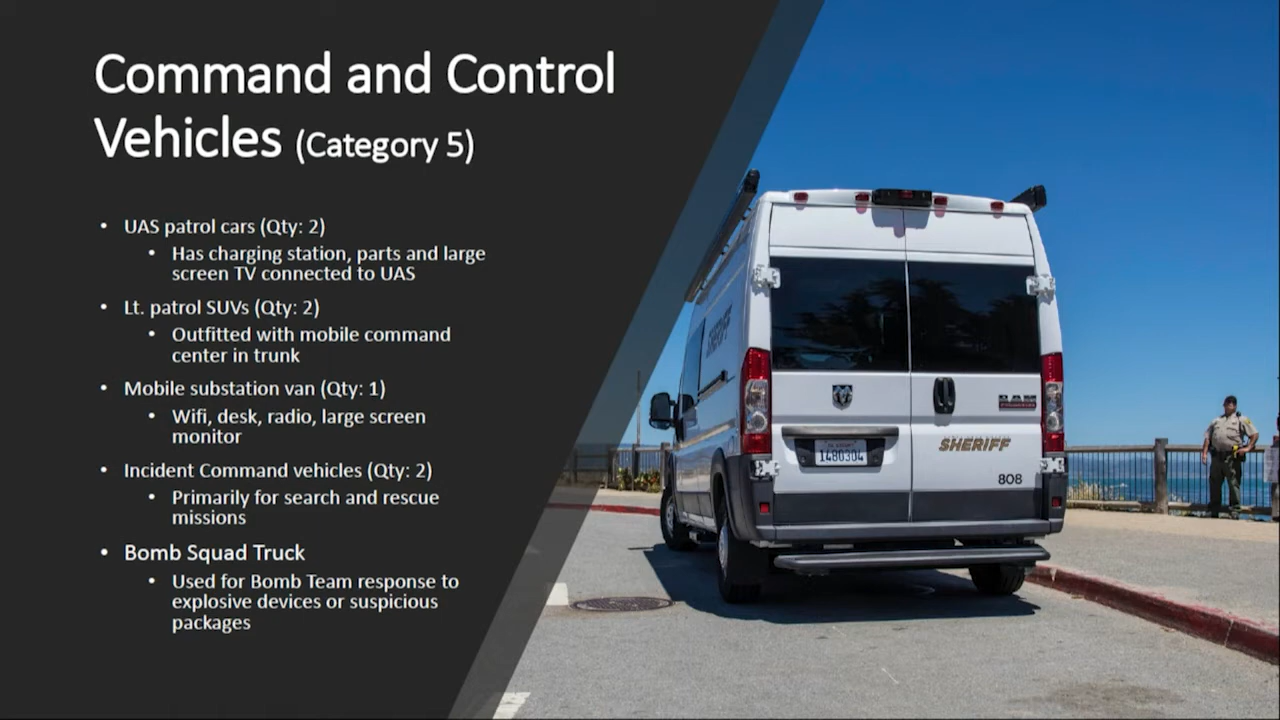 Command and Control
Vehicles (Category 5)
• UAS patrol cars (Qty: 2)
• Has charging station, parts and large
screen TV connected to UAS
• Lt. patrol SUVs (Qty: 2)
• Outfitted with mobile command
center in trunk
• Mobile substation van (Qty: 1)
• Wifi, desk, radio, large screen
monitor
• Incident Command vehicles (Qty: 2)
• Primarily for search and rescue
missions
• Bomb Squad Truck
• Used for Bomb Team response to
explosive devices or suspicious
packages
SHERIFF
RAM
1480304
SHERIFF
808